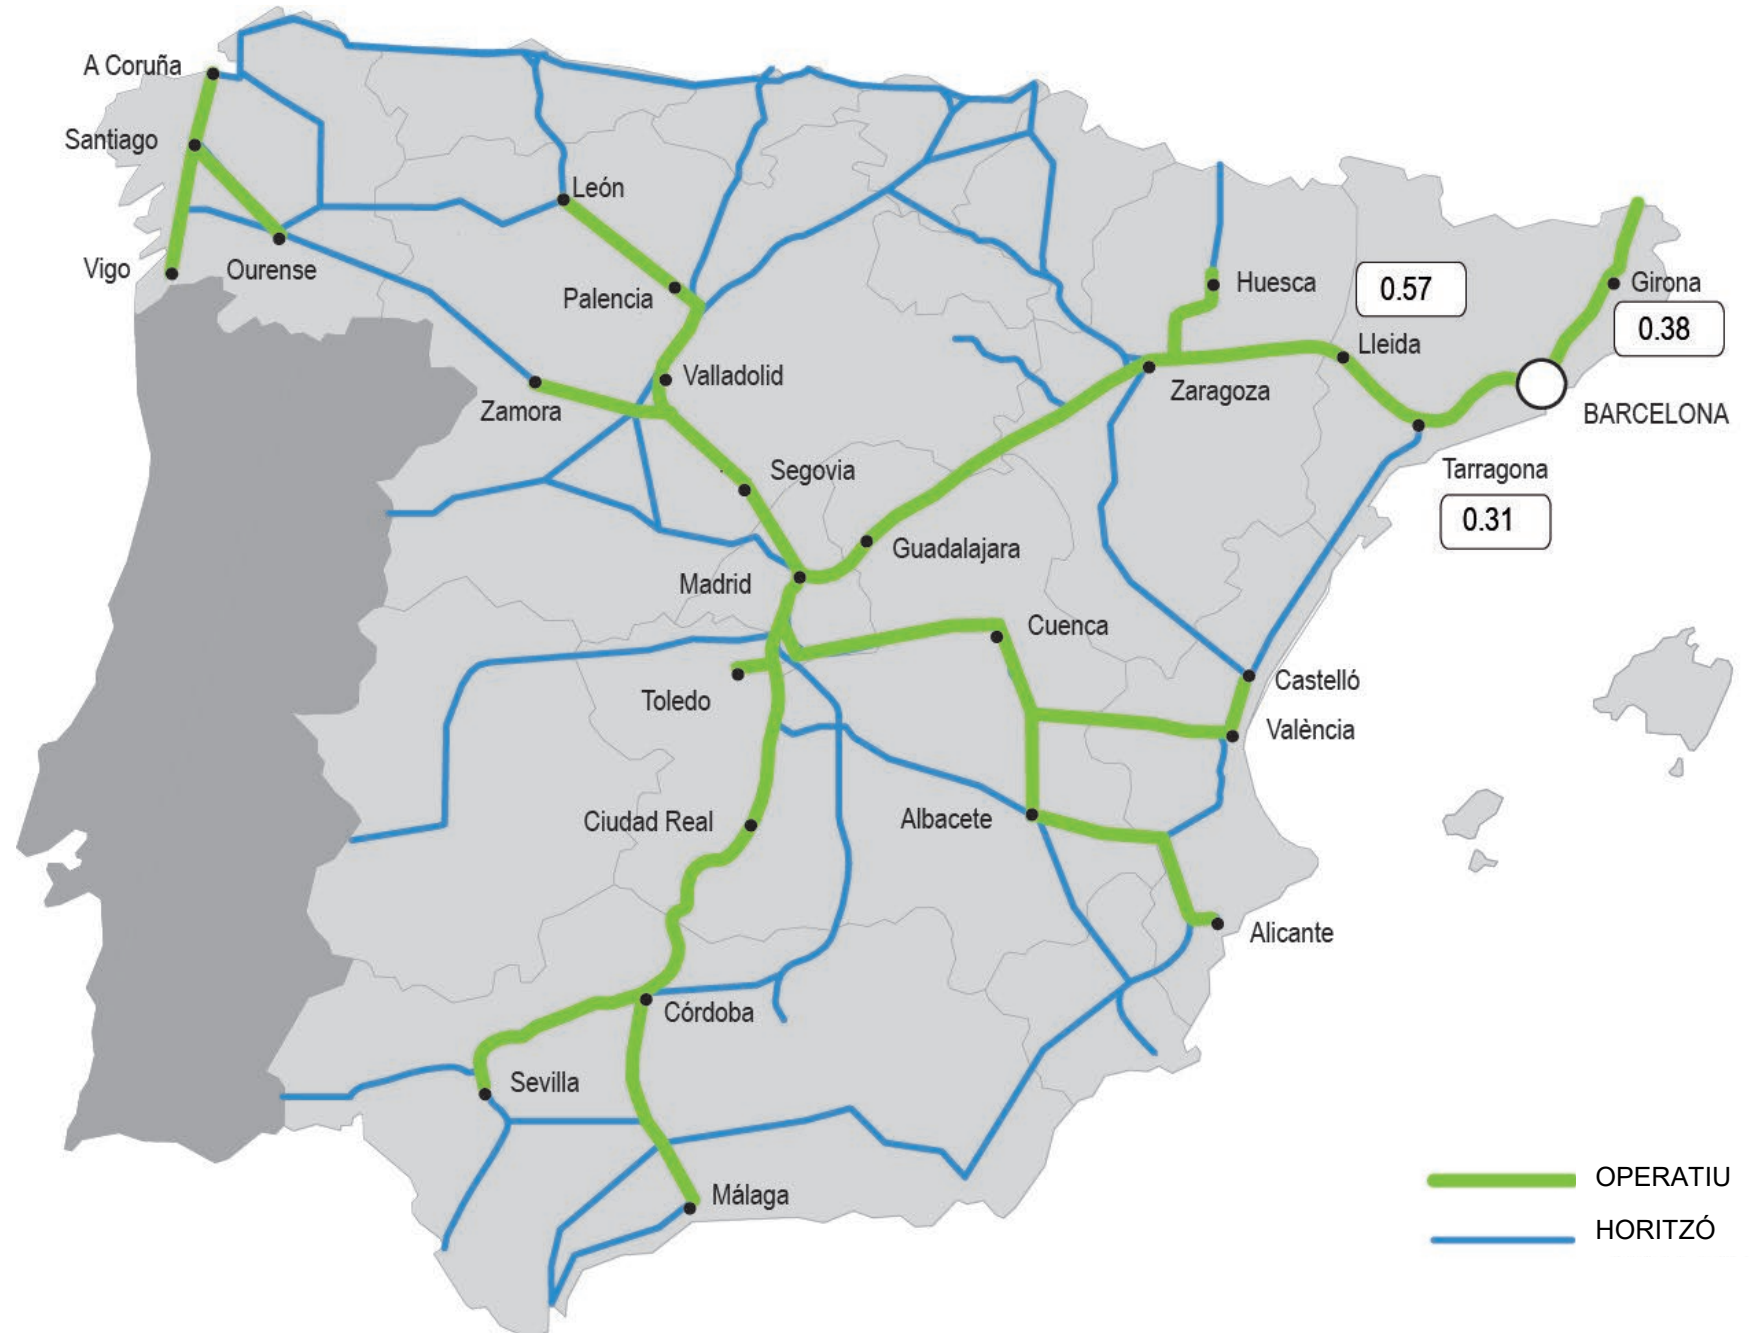 A Coruña
Santiago
León
Vigo
Ourense
Palencia
Huesca
0.57
Girona
0.38
Lleida
Valladolid
Zamora
Zaragoza
BARCELONA
Segovia
Tarragona
0.31
Guadalajara
Madrid
Cuenca
Toledo
Castelló
València
Ciudad Real
Albacete
Alicante
Córdoba
Sevilla
Málaga
OPERATIU
HORITZÓ